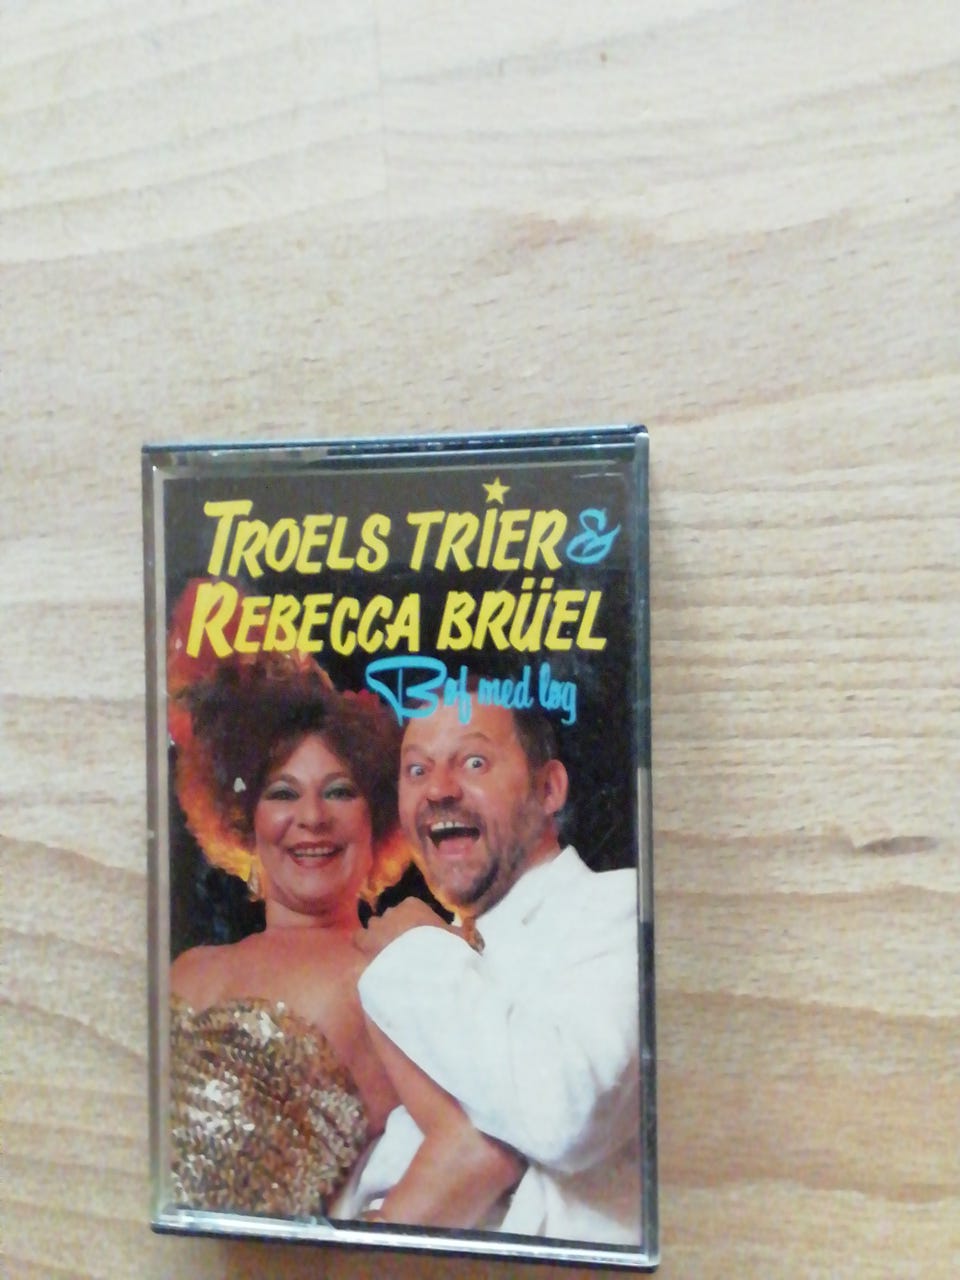 TROELS TRIER &
REBECCA BRÜEL
Bøf med løg